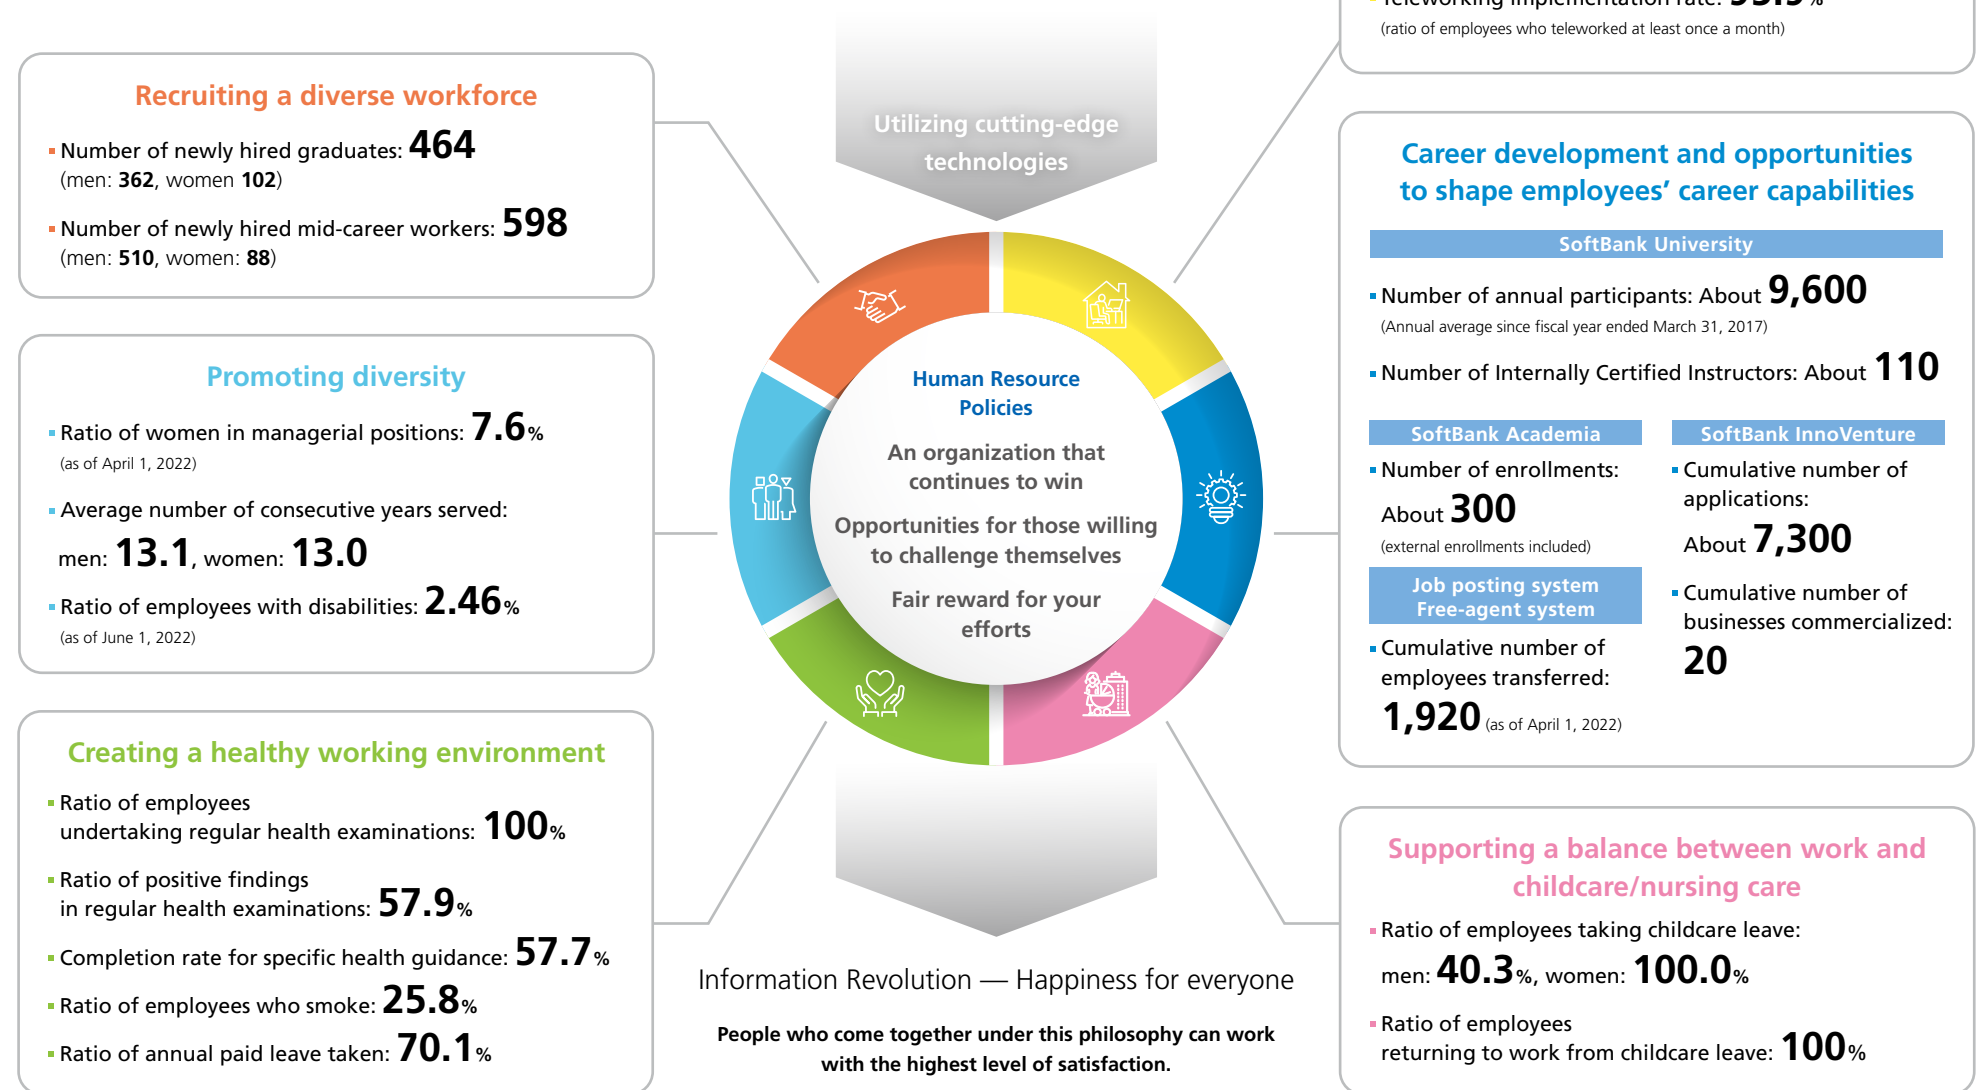 Recruiting a diverse workforce
Number of newly hired graduates: 464
(men: 362, women 102)
Number of newly hired mid-career workers: 598
(men: 510, women: 88)
Promoting diversity
Ratio of women in managerial positions: 7.6%
(as of April 1, 2022)
Average number of consecutive years served:
men: 13.1, women: 13.0
Ratio of employees with disabilities: 2.46%
(as of June 1, 2022)
Creating a healthy working environment
Ratio of employees
undertaking regular health examinations: 100%
Ratio of positive findings
in regular health examinations: 57.9%
Completion rate for specific health guidance: 57.7%
Ratio of employees who smoke: 25.8%
Ratio of annual paid leave taken: 70.1%
Utilizing cutting-edge
technologies
Human Resource
Policies
An organization that
continues to win
Opportunities for those willing
to challenge themselves
Fair reward for your
efforts
Information Revolution — Happiness for everyone
People who come together under this philosophy can work
with the highest level of satisfaction.
Teleworking implementation rate:
(ratio of employees who teleworked at least once a month)
Career development and opportunities
to shape employees’ career capabilities
SoftBank University
Number of annual participants: About 9,600
(Annual average since fiscal year ended March 31, 2017)
Number of Internally Certified Instructors: About 110
SoftBank Academia
Number of enrollments:
About 300
(external enrollments included)
Job posting system
Free-agent system
Cumulative number of
employees transferred:
1,920 (as of April 1, 2022)
SoftBank InnoVenture
Cumulative number of
applications:
About 7,300
Cumulative number of
businesses commercialized:
20
Supporting a balance between work and
childcare/nursing care
Ratio of employees taking childcare leave:
men: 40.3%, women: 100.0%
Ratio of employees
returning to work from childcare leave: 100%